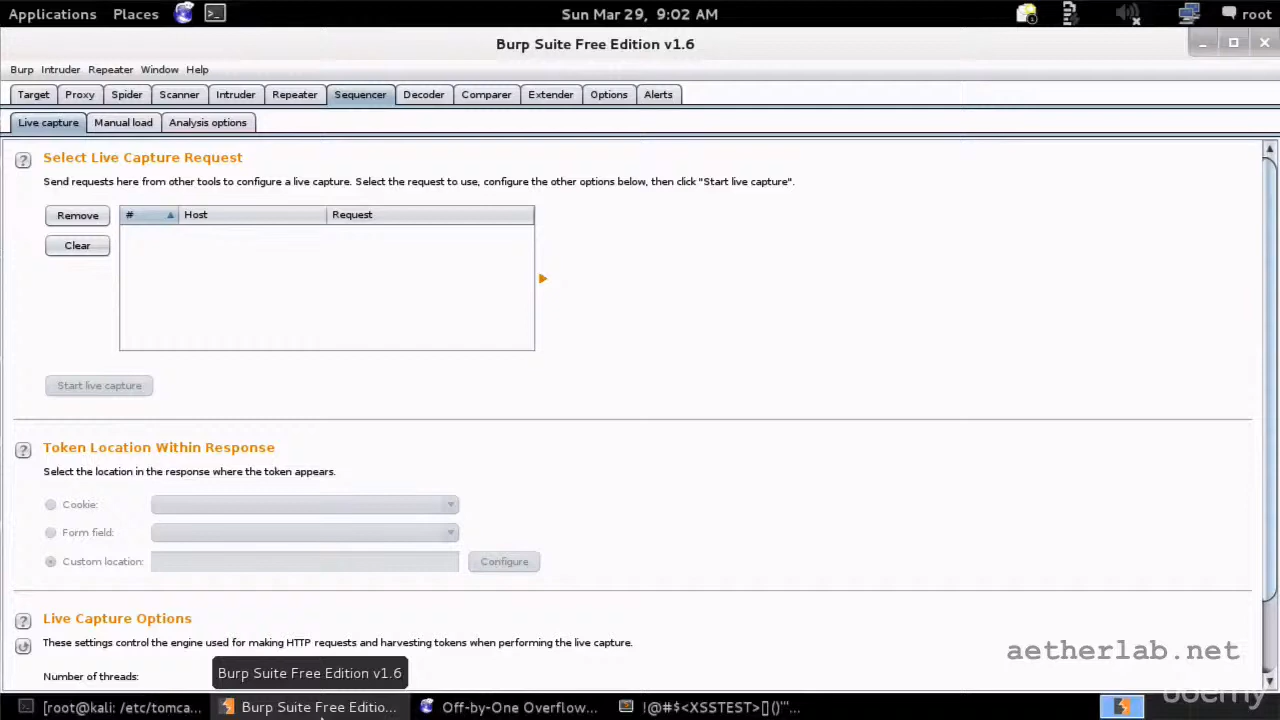 Applications Places Sun Mar 29, 9:02 AM root
Burp Suite Free Edition v1.6
Burp Intruder Repeater Window Help
Target Proxy Spider Scanner Intruder Repeater Sequencer Decoder Comparer Extender Options Alerts
Live capture Manual load Analysis options
? Select Live Capture Request
Send requests here from other tools to configure a live capture. Select the request to use, configure the other options below, then click "Start live capture".
Remove # Host Request
Clear
Start live capture
? Token Location Within Response
Select the location in the response where the token appears.
Cookie:
Form field:
Custom location: Configure
? Live Capture Options
These settings control the engine used for making HTTP requests and harvesting tokens when performing the live capture.
aetherlab.net
Number of threads:
Burp Suite Free Edition v1.6
udemy
[root@kali: /etc/tomca... Burp Suite Free Editio... Off-by-One Overflow... !@#$<XSSTEST>[]()'"...